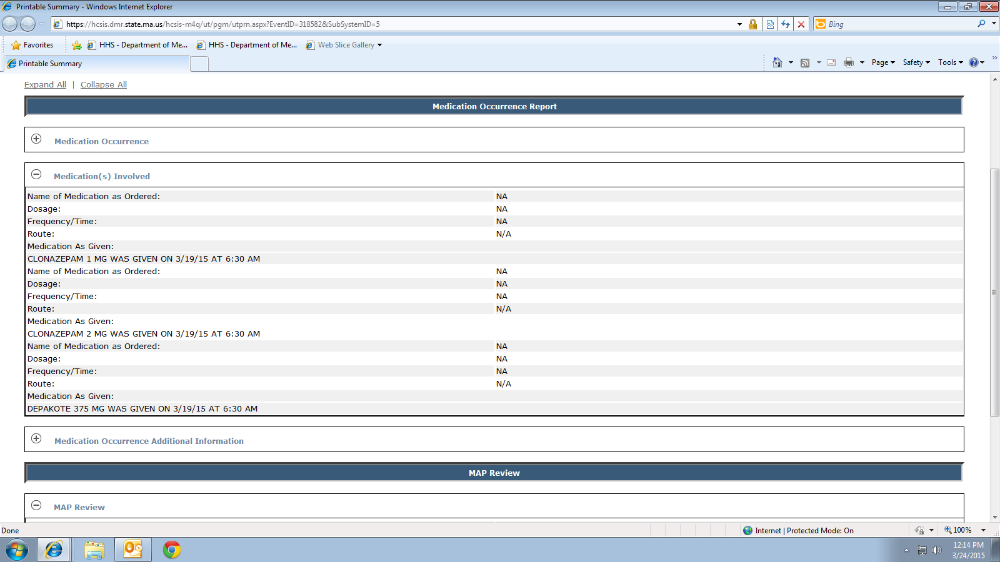 Printable Summary - Windows Internet Explorer
https://hcsis.dmr.state.ma.us/hcsis-m4q/ut/pgm/utprn.aspx?EventID=318582&SubSystemID=5
Bing
Favorites
HHS - Department of Me...
HHS - Department of Me...
Web Slice Gallery
Printable Summary
Page
Safety
Tools
Expand All | Collapse All
Medication Occurrence Report
Medication Occurrence
Medication(s) Involved
Name of Medication as Ordered: NA
Dosage: NA
Frequency/Time: NA
Route: N/A
Medication As Given:
CLONAZEPAM 1 MG WAS GIVEN ON 3/19/15 AT 6:30 AM
Name of Medication as Ordered: NA
Dosage: NA
Frequency/Time: NA
Route: N/A
Medication As Given:
CLONAZEPAM 2 MG WAS GIVEN ON 3/19/15 AT 6:30 AM
Name of Medication as Ordered: NA
Dosage: NA
Frequency/Time: NA
Route: N/A
Medication As Given:
DEPAKOTE 375 MG WAS GIVEN ON 3/19/15 AT 6:30 AM
Medication Occurrence Additional Information
MAP Review
MAP Review
Done
Internet | Protected Mode: On
100%
12:14 PM
3/24/2015